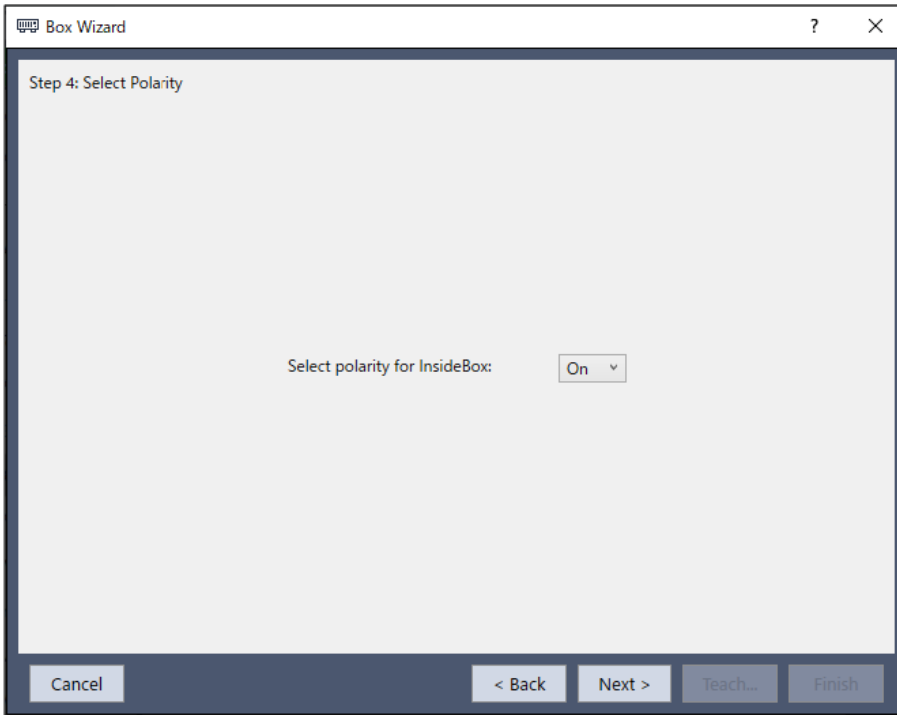 Box Wizard
?
Step 4: Select Polarity
Select polarity for InsideBox:
On
Cancel
< Back
Next >
Teach...
Finish